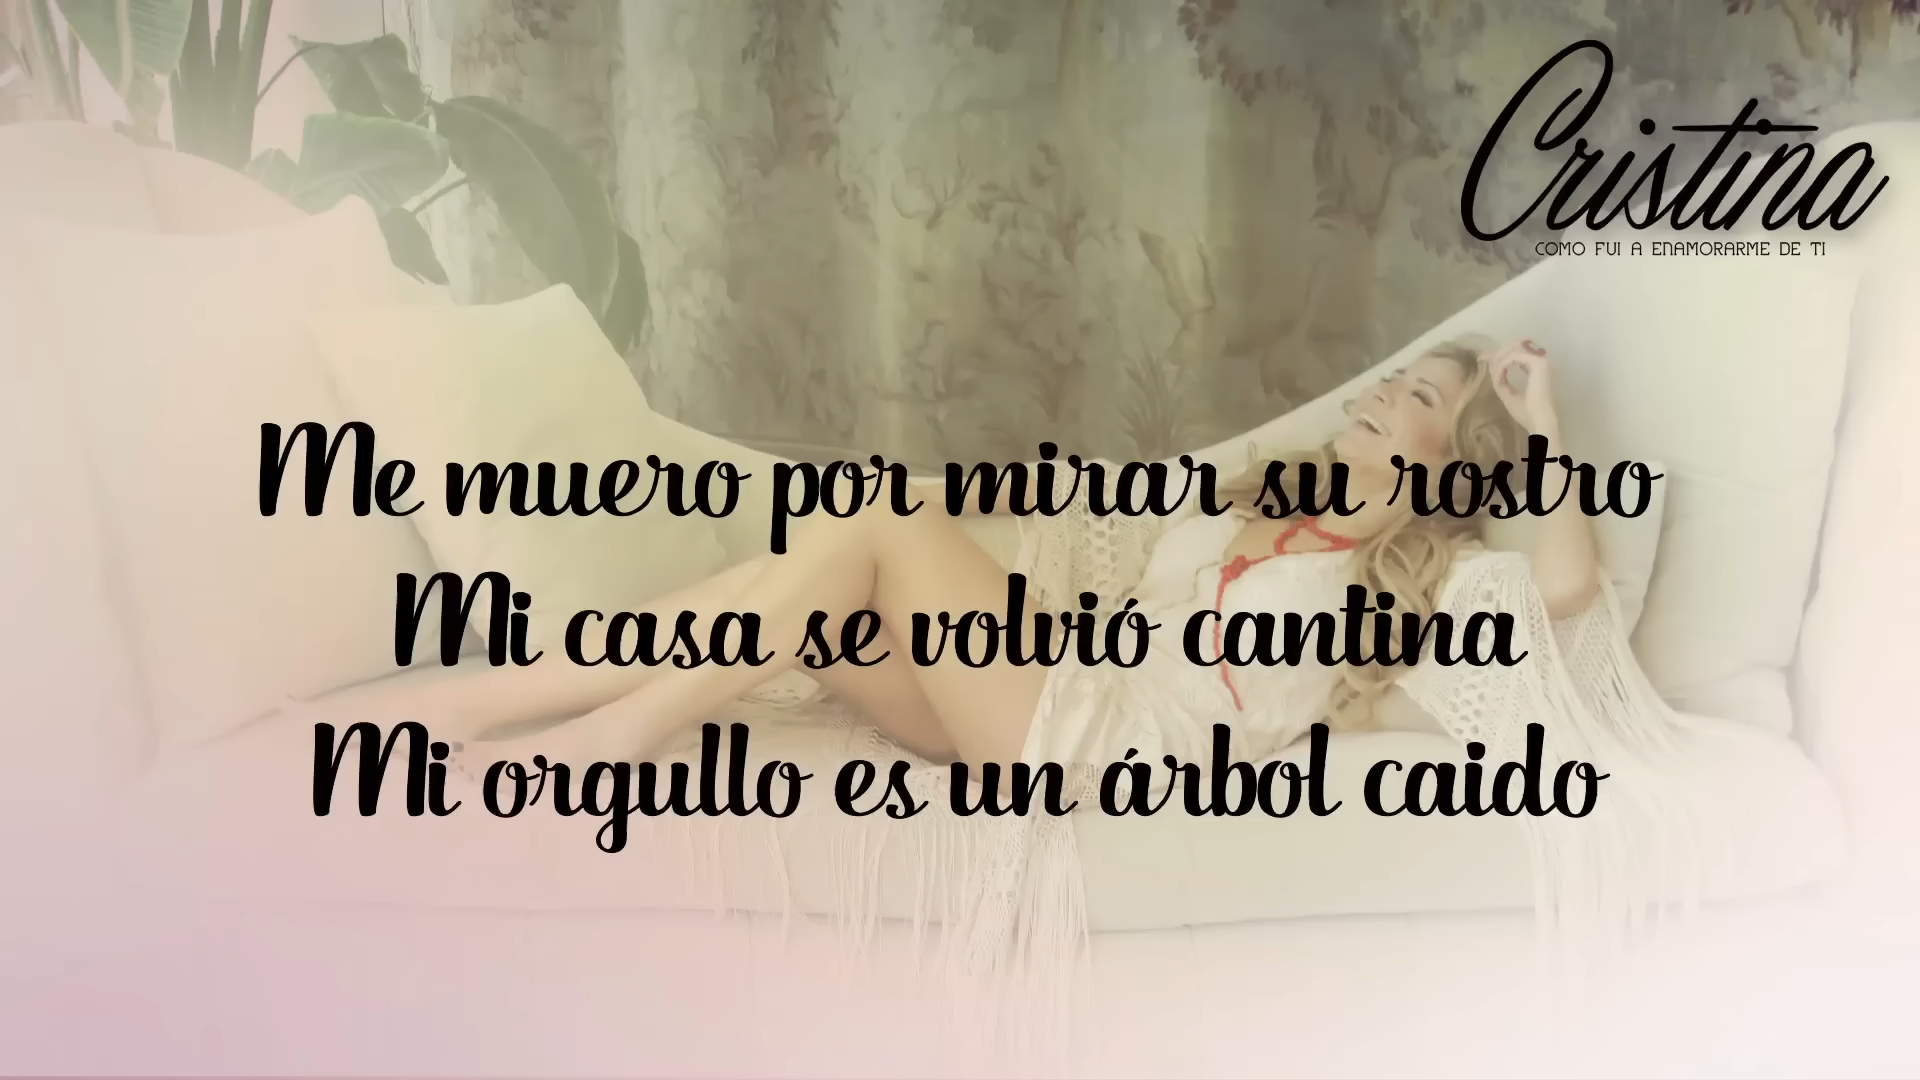 Cristina
COMO FUI A ENAMORARME DE TI
Me muero por mirar su rostro
Mi casa se volvió cantina
Mi orgullo es un árbol caido